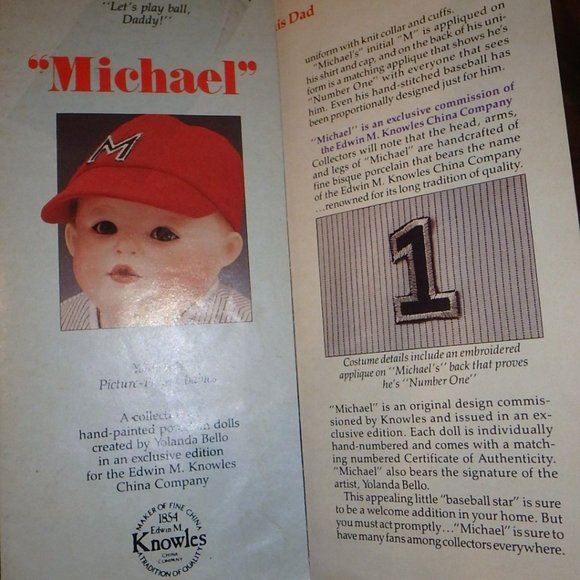 "Let's play ball,
Daddy!"
"Michael"
M
Picture-
A collect
hand-painted dolls
created by Yolanda Bello
in an exclusive edition
for the Edwin M. Knowles
China Company
MAKER OF FINE CHINA
1854
Edwin M.
Knowles
CHINA
COMPANY
A TRADITION OF QUALITY
is Dad
uniform with knit collar and cuffs.
"Michael's" initial "M" is appliqued on
his shirt and cap, and on the back of his uni-
form is a matching applique that shows he's
"Number One" with everyone that sees
him. Even his hand-stitched baseball has
been proportionally designed just for him.
"Michael" is an exclusive commission of
the Edwin M. Knowles China Company
Collectors will note that the head, arms,
and legs of "Michael" are handcrafted of
fine bisque porcelain that bears the name
of the Edwin M. Knowles China Company
...renowned for its long tradition of quality.
1
Costume details include an embroidered
applique on "Michael's" back that proves
he's "Number One"
"Michael" is an original design commis-
sioned by Knowles and issued in an ex-
clusive edition. Each doll is individually
hand-numbered and comes with a match-
ing numbered Certificate of Authenticity.
"Michael" also bears the signature of the
artist, Yolanda Bello.
This appealing little "baseball star" is sure
to be a welcome addition in your home. But
you must act promptly..."Michael" is sure to
have many fans among collectors everywhere.